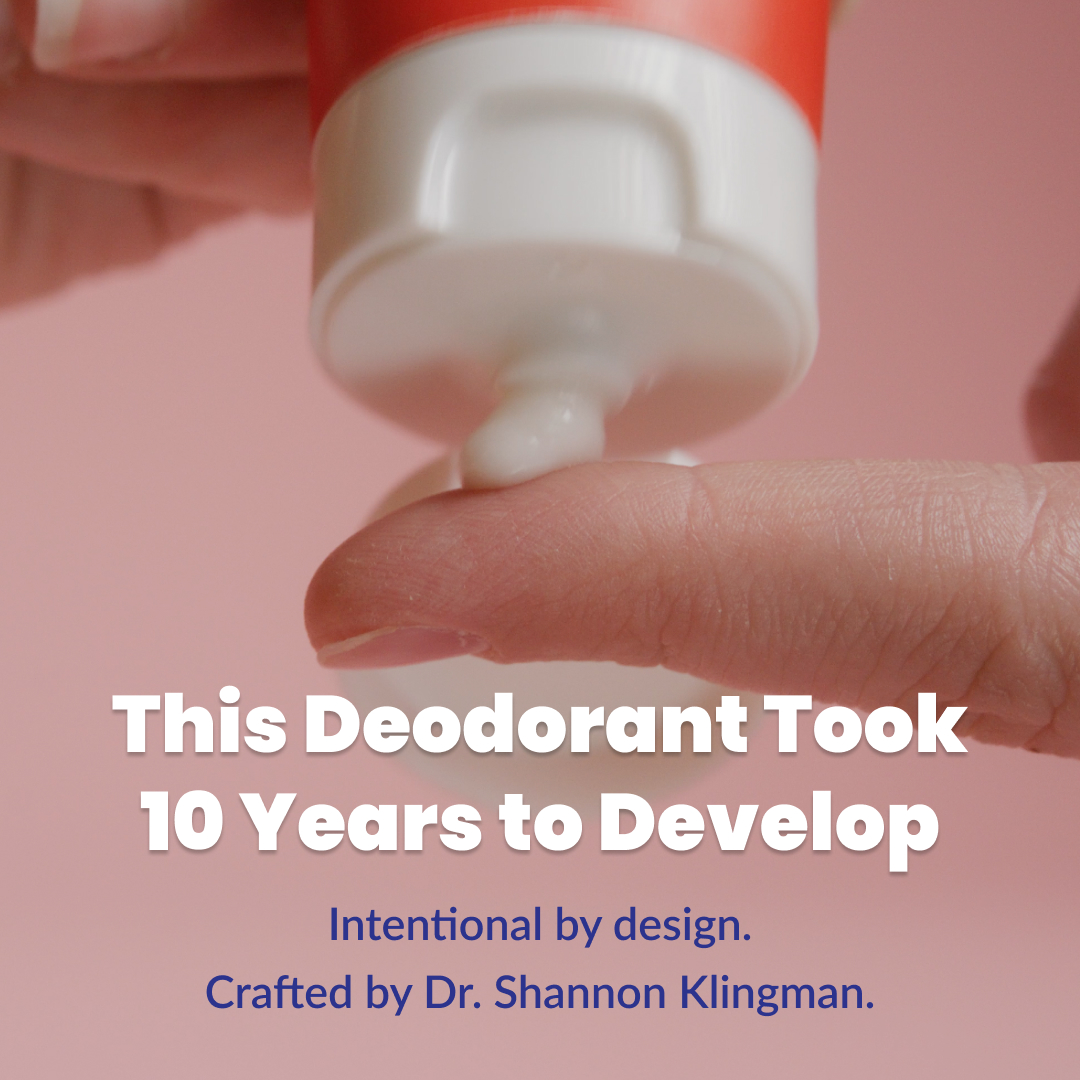 This Deodorant Took
10 Years to Develop
Intentional by design.
Crafted by Dr. Shannon Klingman.